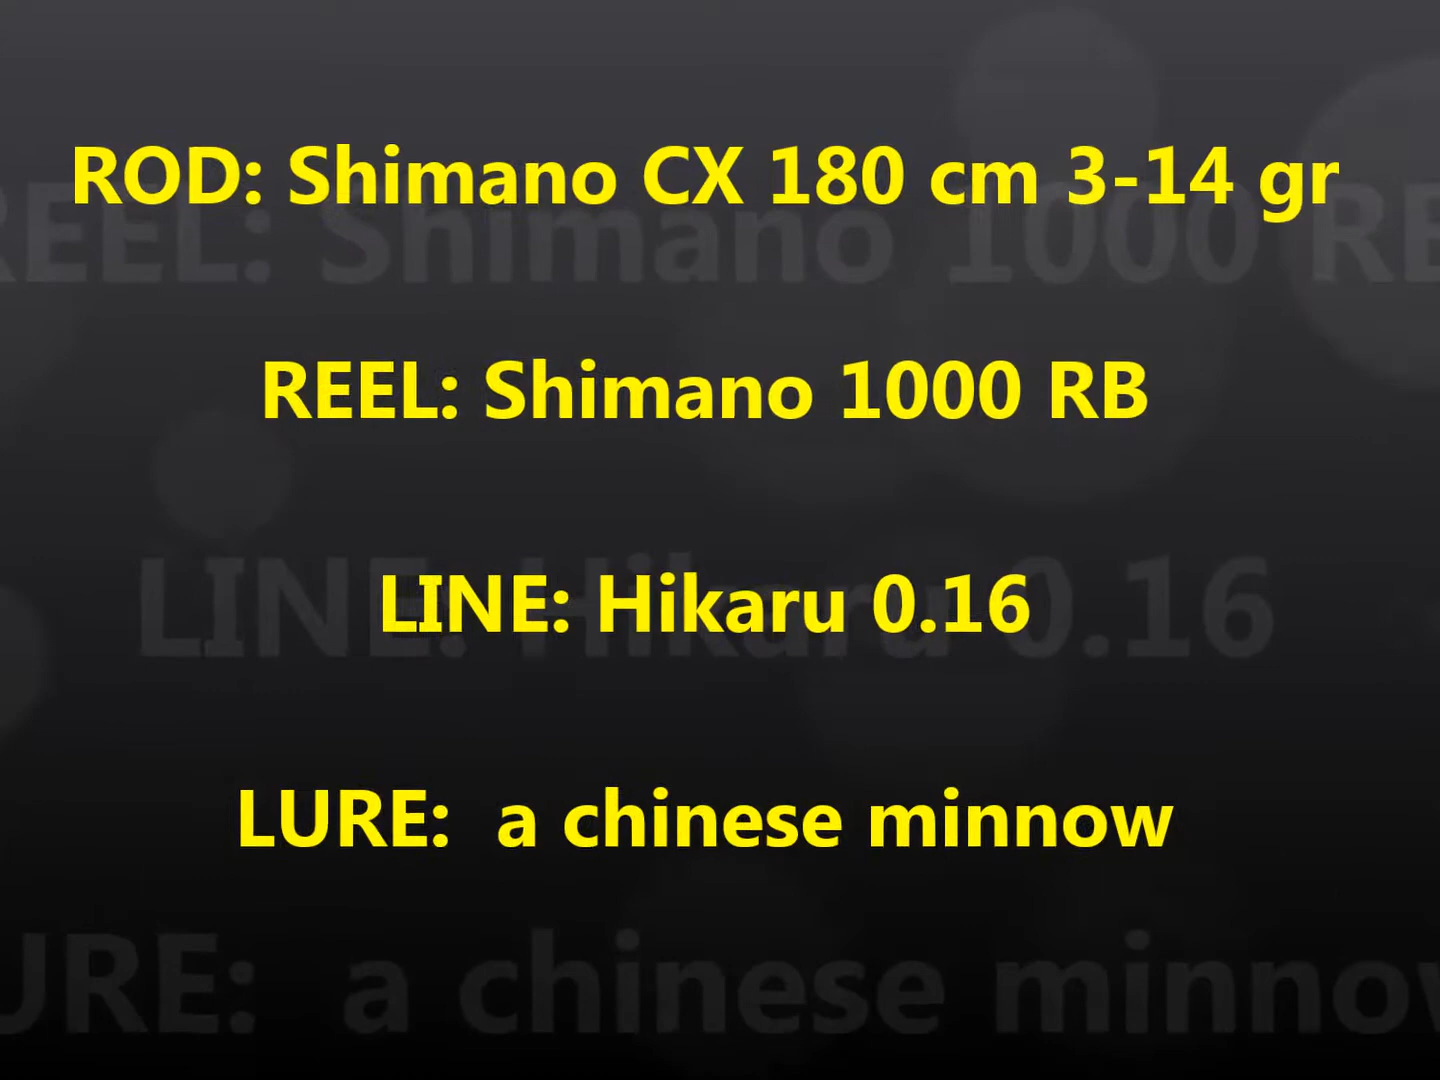 ROD: Shimano CX 180 cm 3-14 gr
REEL: Shimano 1000 RB
LINE: Hikaru 0.16
LURE:  a chinese minnow